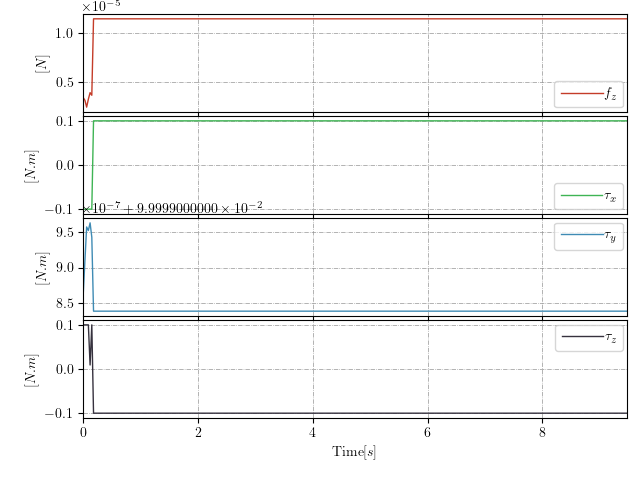 ×10⁻⁵
1.0
0.5
[N]
f_z
0.1
0.0
−0.1
[N.m]
τ_x
×10⁻⁷ + 9.9999000000 × 10⁻²
9.5
9.0
8.5
[N.m]
τ_y
0.1
0.0
−0.1
[N.m]
τ_z
0 2 4 6 8
Time[s]